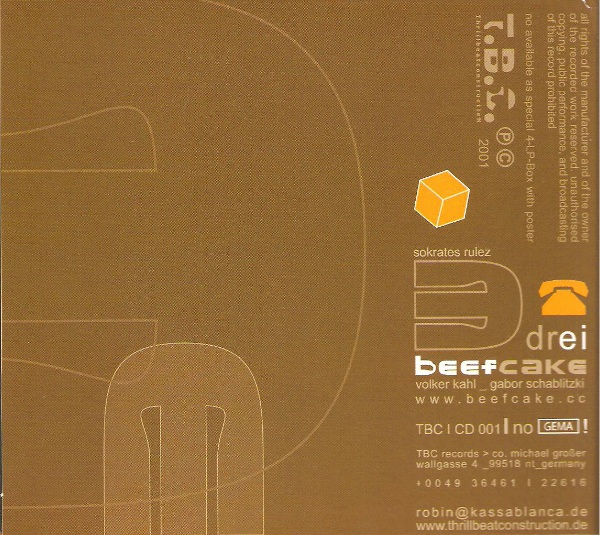 all rights of the manufacturer and of the owner
of the recorded work reserved. unauthorised
copying, public performance, and broadcasting
of this record prohibited
no available as special 4-LP-Box with poster
T.B.C. ℗ © 2001
Thrillbeatconstruction
sokrates rulez
drei
beefcake
volker kahl _ gabor schablitzki
www.beefcake.cc
TBC I CD 001 I no GEMA !
TBC records > co. michael großer
wallgasse 4 _99518 nt_germany
+0049 36461 I 22616
robin@kassablanca.de
www.thrillbeatconstruction.de